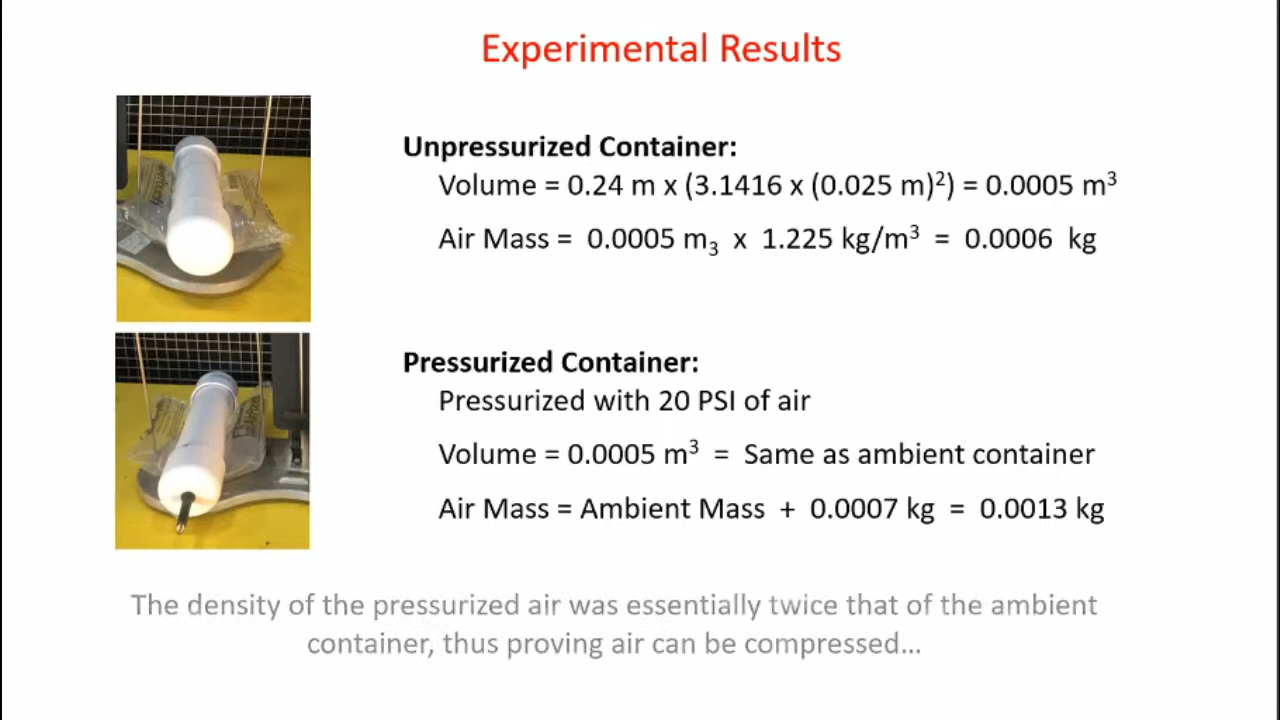 Experimental Results
Unpressurized Container:
Volume = 0.24 m x (3.1416 x (0.025 m)²) = 0.0005 m³
Air Mass = 0.0005 m₃ x 1.225 kg/m³ = 0.0006 kg
Pressurized Container:
Pressurized with 20 PSI of air
Volume = 0.0005 m³ = Same as ambient container
Air Mass = Ambient Mass + 0.0007 kg = 0.0013 kg
The density of the pressurized air was essentially twice that of the ambient
container, thus proving air can be compressed...